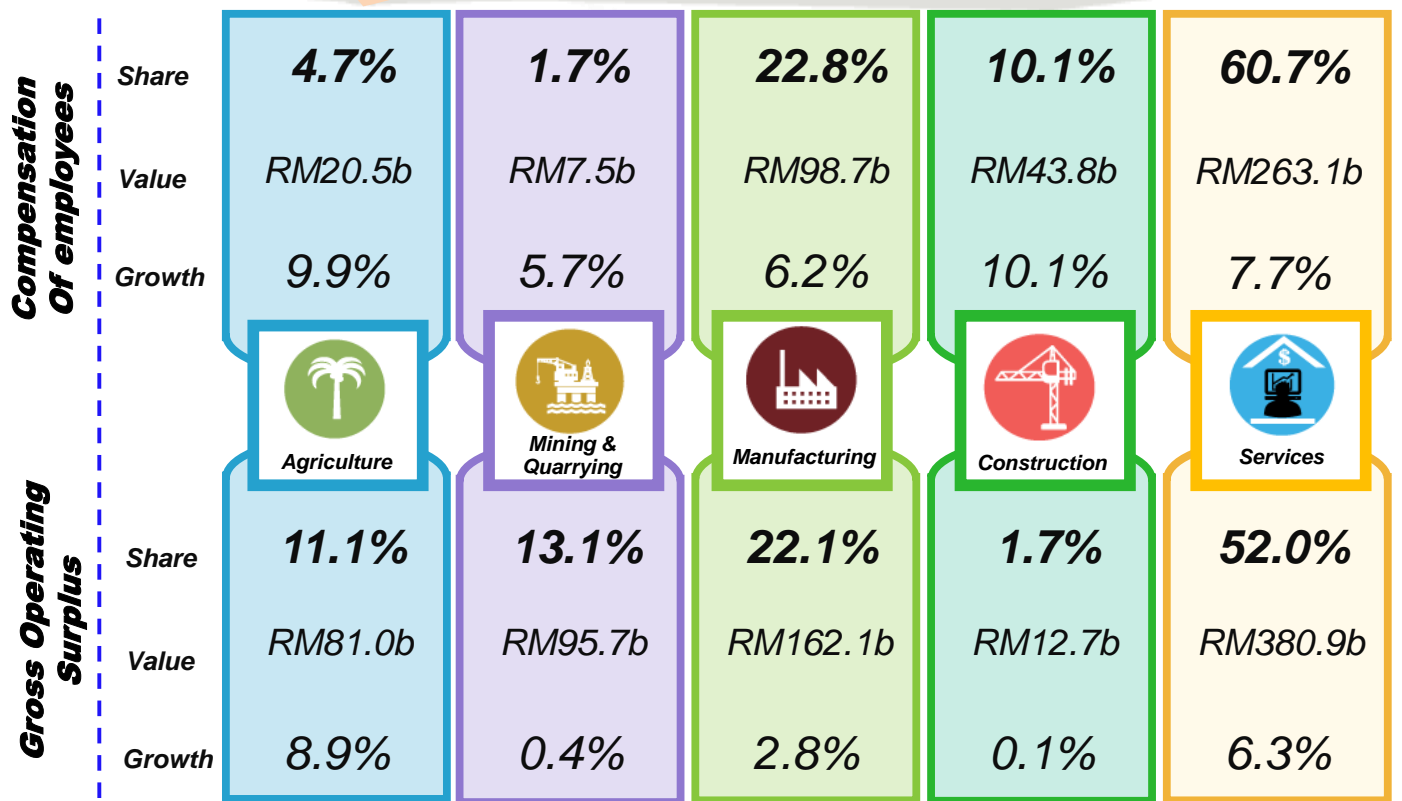 Compensation
Of employees
Share
4.7%
1.7%
22.8%
10.1%
60.7%
Value
RM20.5b
RM7.5b
RM98.7b
RM43.8b
RM263.1b
Growth
9.9%
5.7%
6.2%
10.1%
7.7%
Agriculture
Mining &
Quarrying
Manufacturing
Construction
$
Services
Gross Operating
Surplus
Share
11.1%
13.1%
22.1%
1.7%
52.0%
Value
RM81.0b
RM95.7b
RM162.1b
RM12.7b
RM380.9b
Growth
8.9%
0.4%
2.8%
0.1%
6.3%